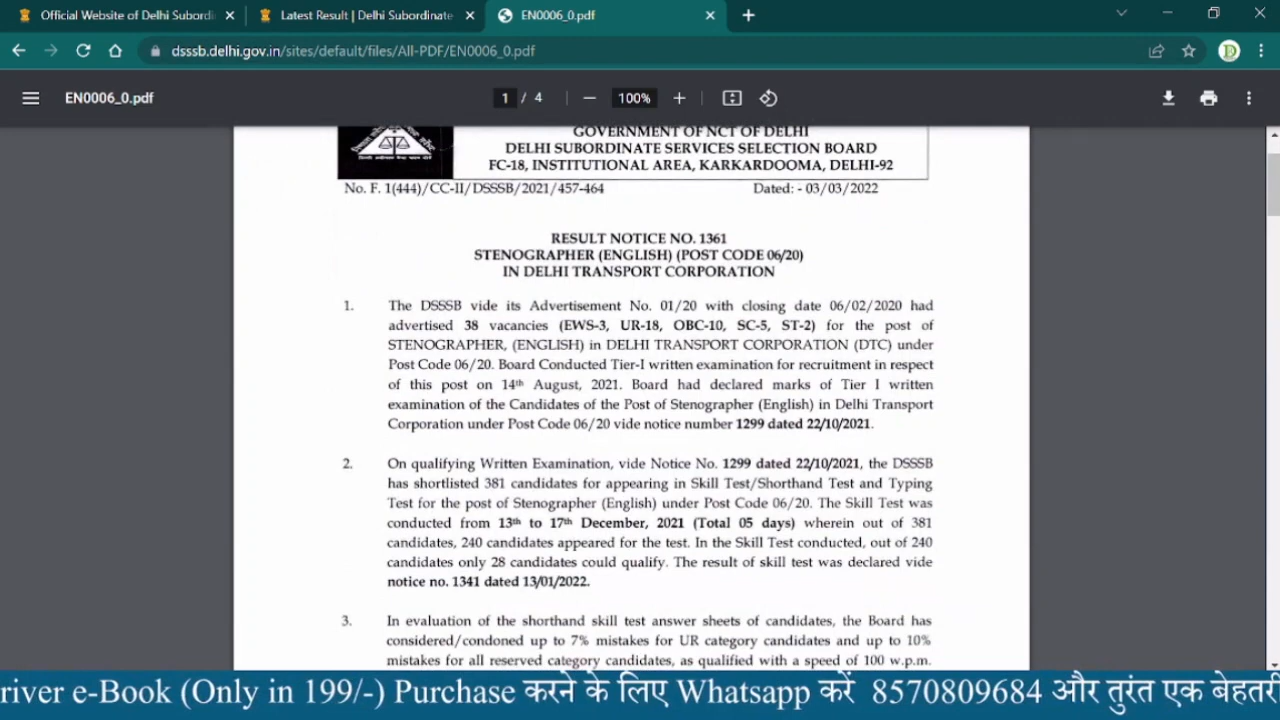 Official Website of Delhi Subordi
Latest Result | Delhi Subordinate
EN0006_0.pdf
dsssb.delhi.gov.in/sites/default/files/All-PDF/EN0006_0.pdf
EN0006_0.pdf
1 / 4
100%
GOVERNMENT OF NCT OF DELHI
DELHI SUBORDINATE SERVICES SELECTION BOARD
FC-18, INSTITUTIONAL AREA, KARKARDOOMA, DELHI-92
No. F. 1(444)/CC-II/DSSSB/2021/457-464 Dated: - 03/03/2022
RESULT NOTICE NO. 1361
STENOGRAPHER (ENGLISH) (POST CODE 06/20)
IN DELHI TRANSPORT CORPORATION
1. The DSSSB vide its Advertisement No. 01/20 with closing date 06/02/2020 had
advertised 38 vacancies (EWS-3, UR-18, OBC-10, SC-5, ST-2) for the post of
STENOGRAPHER, (ENGLISH) in DELHI TRANSPORT CORPORATION (DTC) under
Post Code 06/20. Board Conducted Tier-I written examination for recruitment in respect
of this post on 14th August, 2021. Board had declared marks of Tier I written
examination of the Candidates of the Post of Stenographer (English) in Delhi Transport
Corporation under Post Code 06/20 vide notice number 1299 dated 22/10/2021.
2. On qualifying Written Examination, vide Notice No. 1299 dated 22/10/2021, the DSSSB
has shortlisted 381 candidates for appearing in Skill Test/Shorthand Test and Typing
Test for the post of Stenographer (English) under Post Code 06/20. The Skill Test was
conducted from 13th to 17th December, 2021 (Total 05 days) wherein out of 381
candidates, 240 candidates appeared for the test. In the Skill Test conducted, out of 240
candidates only 28 candidates could qualify. The result of skill test was declared vide
notice no. 1341 dated 13/01/2022.
3. In evaluation of the shorthand skill test answer sheets of candidates, the Board has
considered/condoned up to 7% mistakes for UR category candidates and up to 10%
mistakes for all reserved category candidates, as qualified with a speed of 100 w.p.m.
river e-Book (Only in 199/-) Purchase करने के लिए Whatsapp करें 8570809684 और तुरंत एक बेहतरी